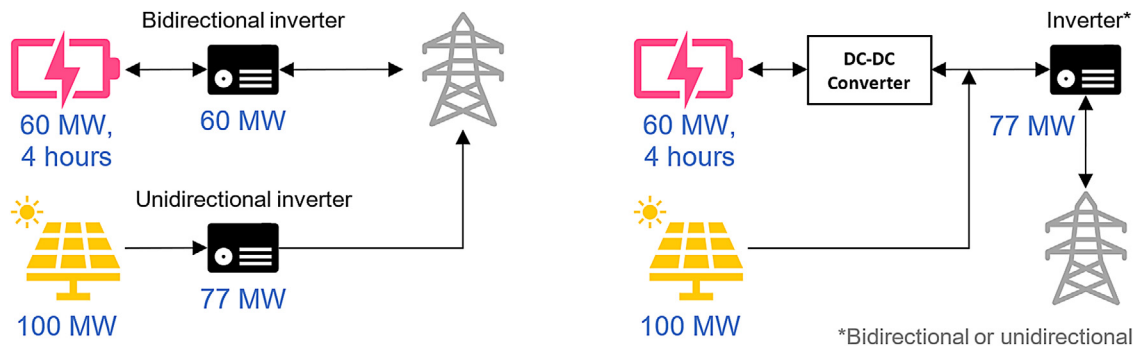 Bidirectional inverter
60 MW,
4 hours
60 MW
Unidirectional inverter
100 MW
77 MW
Inverter*
DC-DC
Converter
60 MW,
4 hours
77 MW
100 MW
*Bidirectional or unidirectional